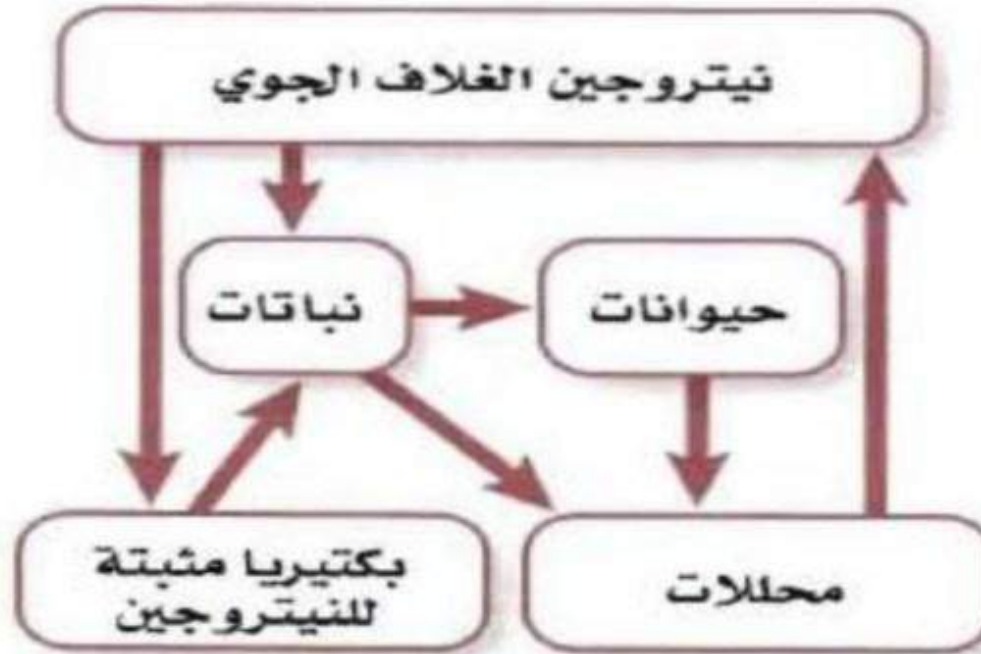 نيتروجين الغلاف الجوي
نباتات
حيوانات
بكتيريا مثبتة
للنيتروجين
محللات